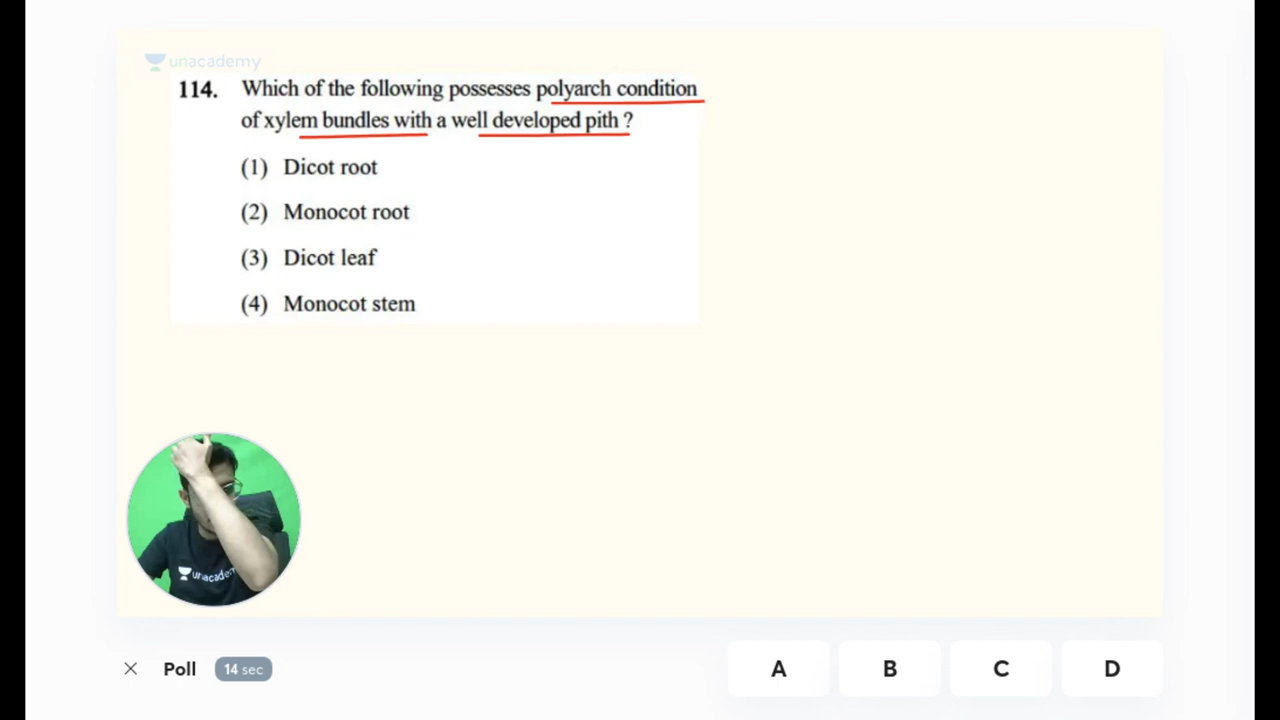 unacademy
114. Which of the following possesses polyarch condition
of xylem bundles with a well developed pith ?
(1) Dicot root
(2) Monocot root
(3) Dicot leaf
(4) Monocot stem
unacadem
Poll 14 sec A B C D